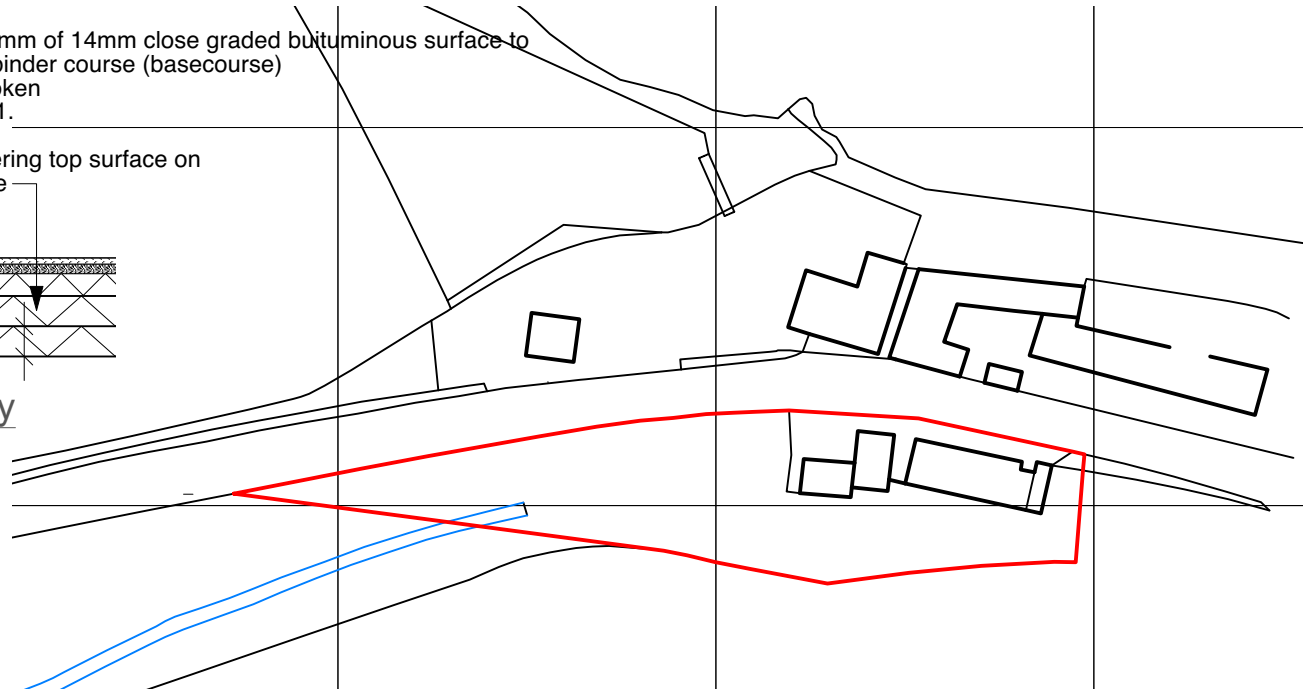 mm of 14mm close graded buituminous surface to
binder course (basecourse)
oken
1.
ering top surface on
e
y